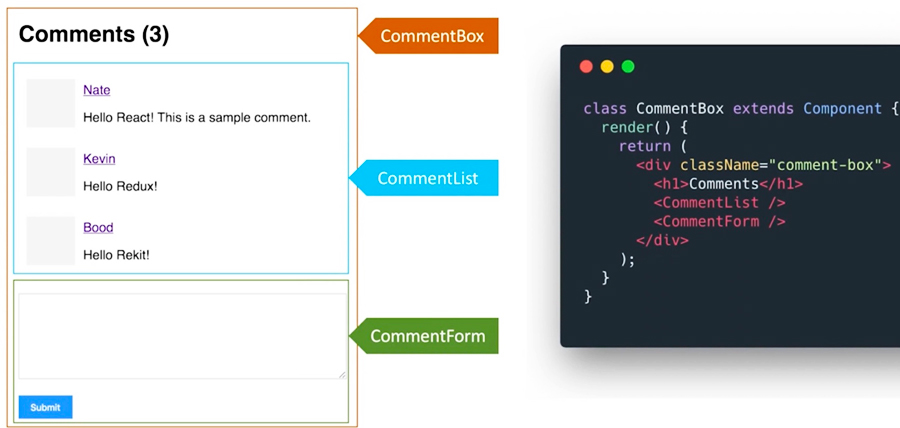 Comments (3)
CommentBox
Nate
Hello React! This is a sample comment.
Kevin
Hello Redux!
CommentList
Bood
Hello Rekit!
CommentForm
Submit
class CommentBox extends Component {
  render() {
    return (
      <div className="comment-box">
        <h1>Comments</h1>
        <CommentList />
        <CommentForm />
      </div>
    );
  }
}